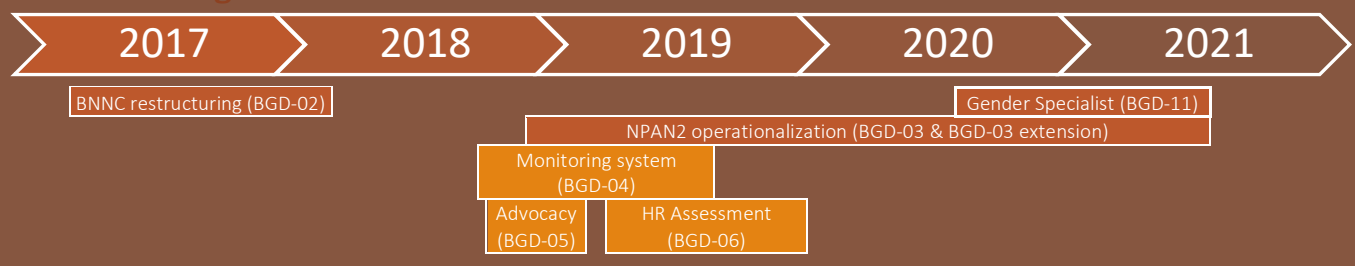 2017 2018 2019 2020 2021
BNNC restructuring (BGD-02)
Gender Specialist (BGD-11)
NPAN2 operationalization (BGD-03 & BGD-03 extension)
Monitoring system
(BGD-04)
Advocacy
(BGD-05)
HR Assessment
(BGD-06)